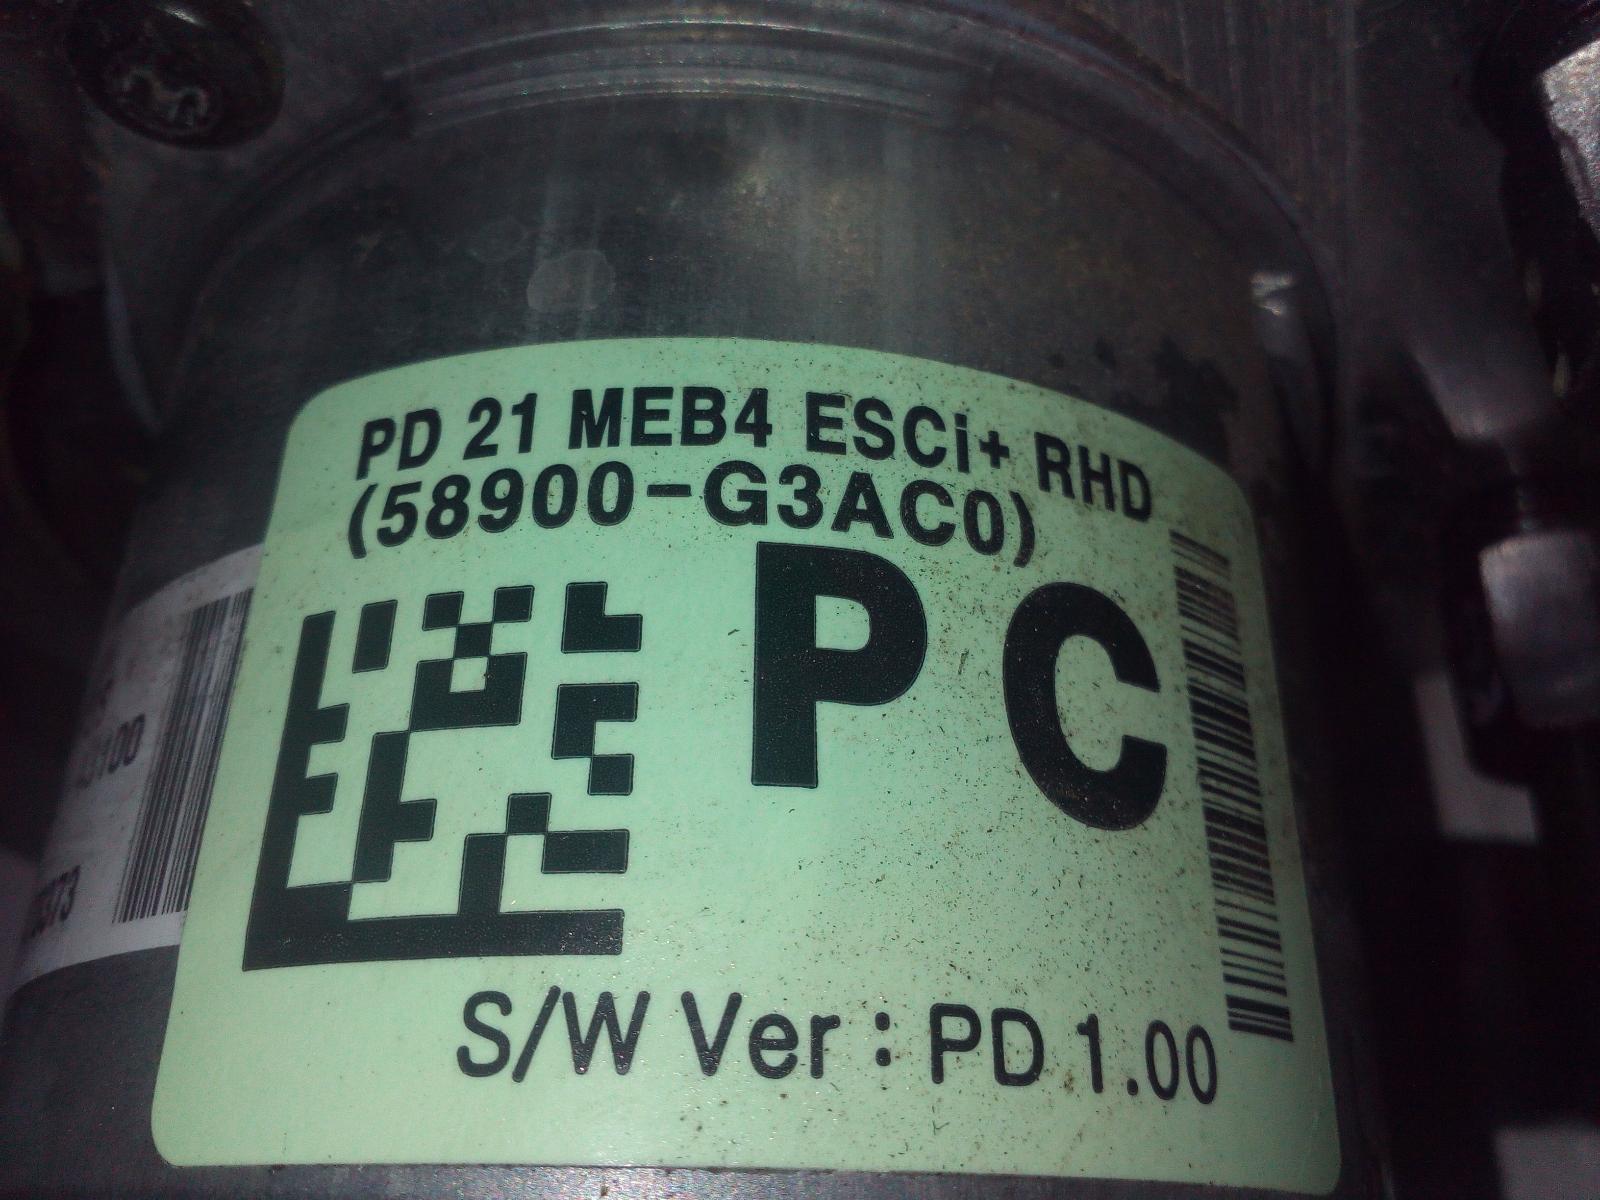 PD 21 MEB4 ESCi+ RHD
(58900-G3AC0)
P C
S/W Ver : PD 1.00